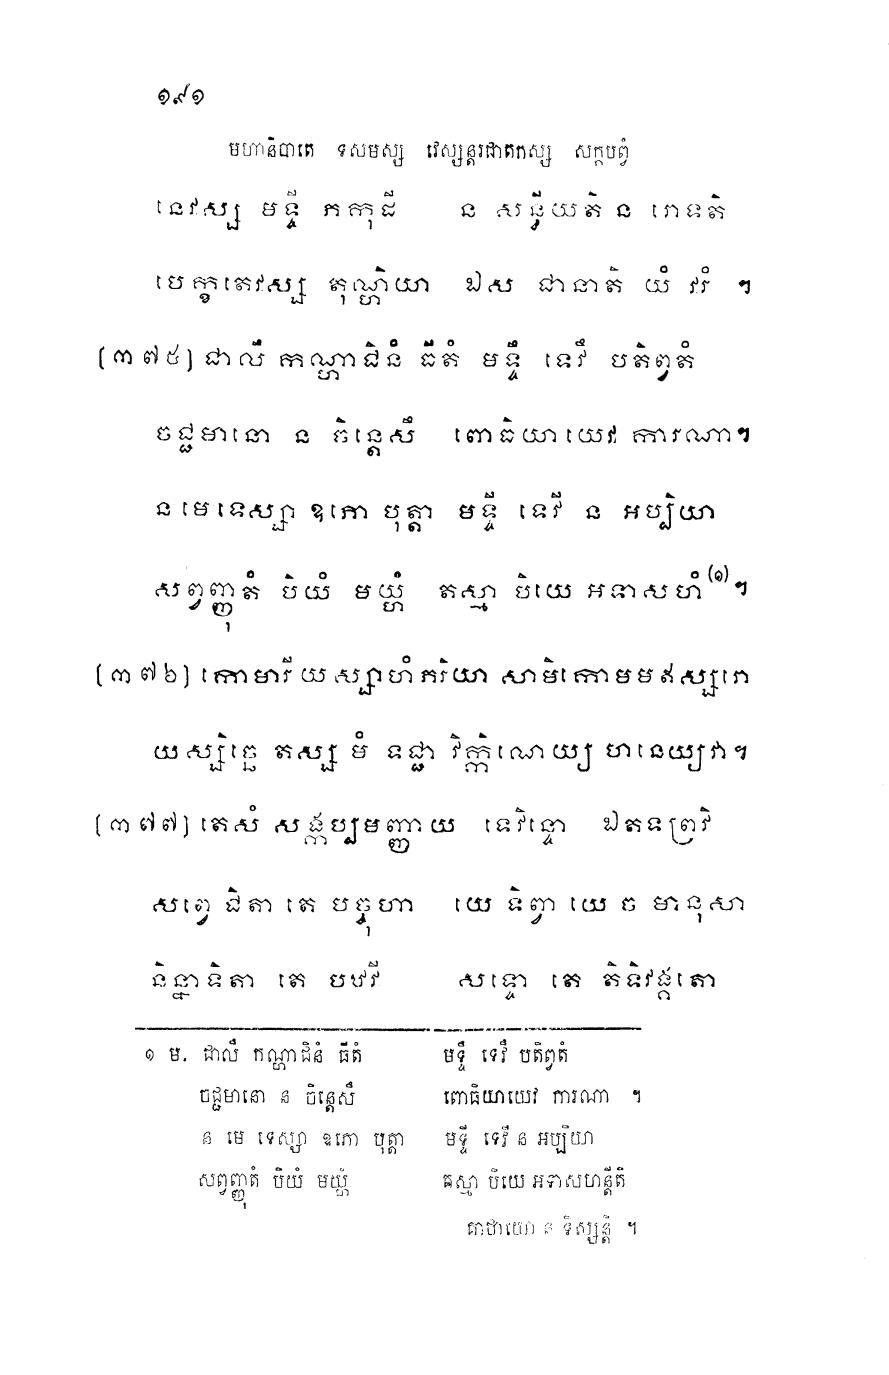 ១៩១
មហានិបាតេ ទសមស្ស វេស្សន្តរជាតកស្ស សក្កបព្វំ
នេវស្ស មទ្ទី ភកុដី ន សន្ធីយតិ ន រោទតិ
បេក្ខតេវស្ស តុណ្ហិយា ឯស ជានាតិ យំ វរំ ។
(៣៧៥) ជាលឹ កណ្ហាជិនំ ធីតំ មទ្ទឹ ទេវឹ បតិព្វតំ
ចជ្ជមានោ ន ចិន្តេសឹ ពោធិយាយេវ ការណា។
ន មេ ទេស្សា ឧភោ បុត្តា មទ្ទី ទេវី ន អប្បិយា
សព្វញ្ញុតំ បិយំ មយ្ហំ តស្មា បិយេ អទាសហំ(១)។
(៣៧៦) កោមារីយស្សាហំ ភរិយា សាមិកោ មម ឥស្សរោ
យស្សិច្ឆេ តស្ស មំ ទជ្ជា វិក្កិណេយ្យ ហនេយ្យ វា។
(៣៧៧) តេសំ សង្កប្បមញ្ញាយ ទេវិន្ទោ ឯតទព្រវិ
សព្វេ ជិតា តេ បច្ចុហា យេ ទិព្វា យេ ច មានុសា
និន្នាទិតា តេ បឋវី សទ្ទោ តេ តិទិវង្គតោ
១ ម. ជាលឹ កណ្ហាជិនំ ធីតំ មទ្ទឹ ទេវឹ បតិព្វតំ
ចជ្ជមានោ ន ចិន្តេសឹ ពោធិយាយេវ ការណា ។
ន មេ ទេស្សា ឧភោ បុត្តា មទ្ទី ទេវី ន អប្បិយា
សព្វញ្ញុតំ បិយំ មយ្ហំ តស្មា បិយេ អទាសហន្តីតិ
គាថាយោ ន ទិស្សន្តិ ។